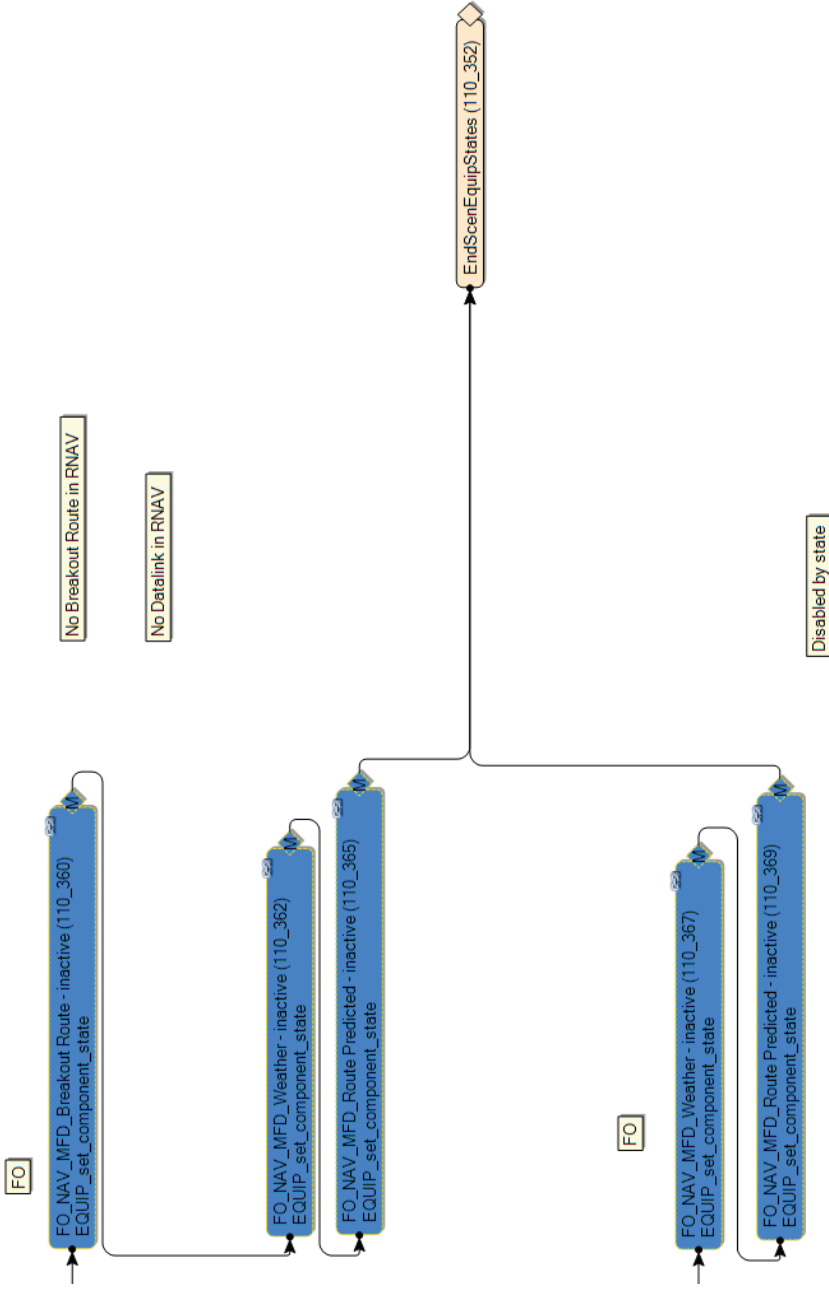 FO
FO_NAV_MFD_Breakout Route - inactive (110_360)
EQUIP_set_component_state
M
No Breakout Route in RNAV
No Datalink in RNAV
FO_NAV_MFD_Weather - inactive (110_362)
EQUIP_set_component_state
M
FO_NAV_MFD_Route Predicted - inactive (110_365)
EQUIP_set_component_state
M
EndScenEquipStates (110_352)
FO
FO_NAV_MFD_Weather - inactive (110_367)
EQUIP_set_component_state
M
FO_NAV_MFD_Route Predicted - inactive (110_369)
EQUIP_set_component_state
M
Disabled by state